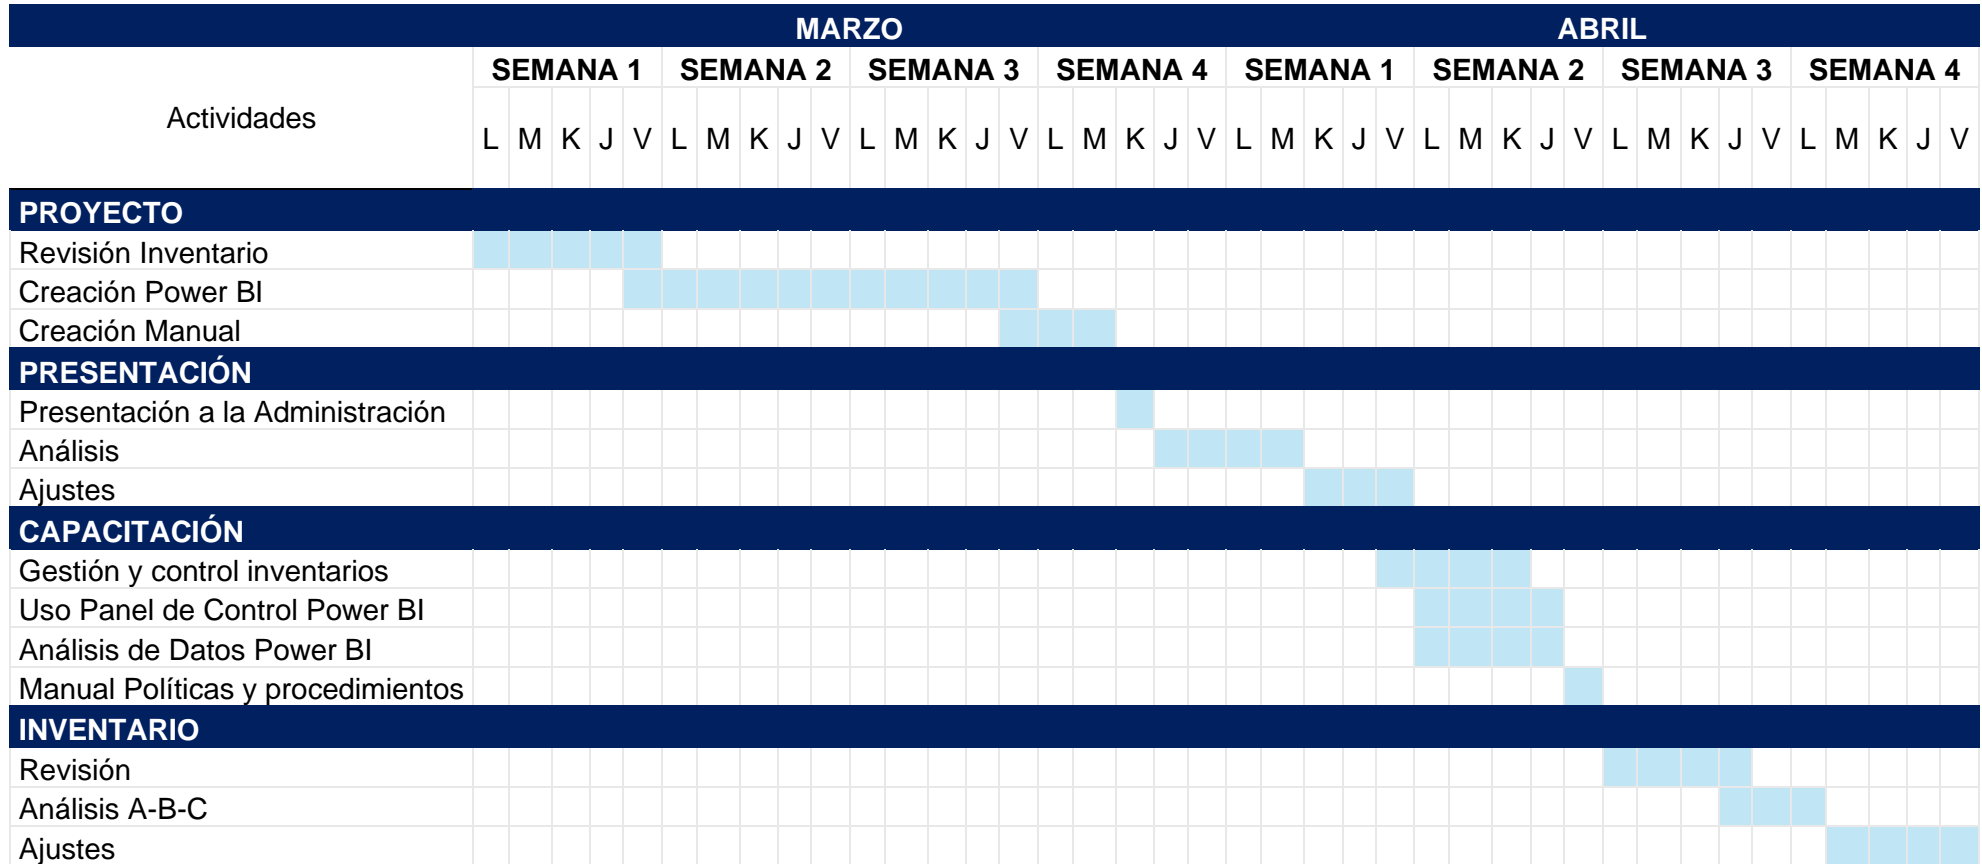 MARZO ABRIL
SEMANA 1 SEMANA 2 SEMANA 3 SEMANA 4 SEMANA 1 SEMANA 2 SEMANA 3 SEMANA 4
Actividades
L M K J V L M K J V L M K J V L M K J V L M K J V L M K J V L M K J V L M K J V
PROYECTO
Revisión Inventario
Creación Power BI
Creación Manual
PRESENTACIÓN
Presentación a la Administración
Análisis
Ajustes
CAPACITACIÓN
Gestión y control inventarios
Uso Panel de Control Power BI
Análisis de Datos Power BI
Manual Políticas y procedimientos
INVENTARIO
Revisión
Análisis A-B-C
Ajustes